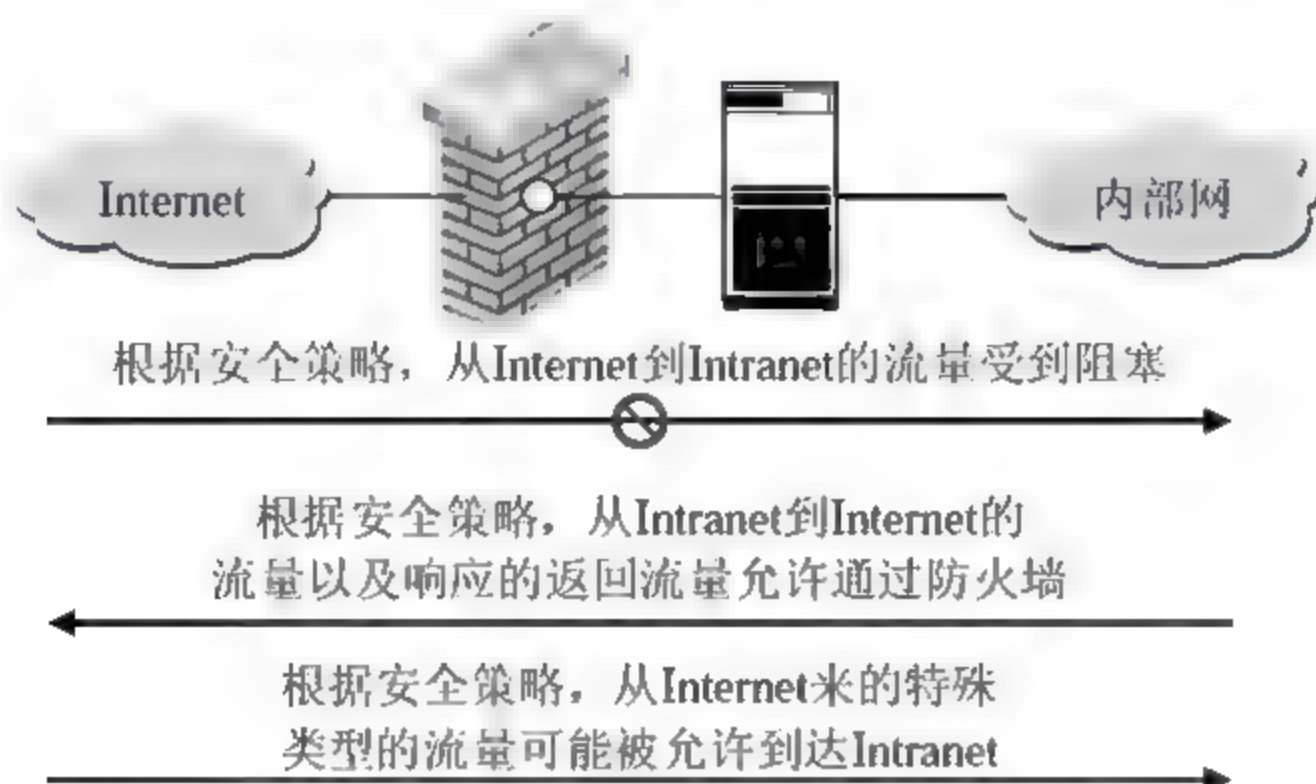 Internet
内部网
根据安全策略，从Internet到Intranet的流量受到阻塞
根据安全策略，从Intranet到Internet的
流量以及响应的返回流量允许通过防火墙
根据安全策略，从Internet来的特殊
类型的流量可能被允许到达Intranet